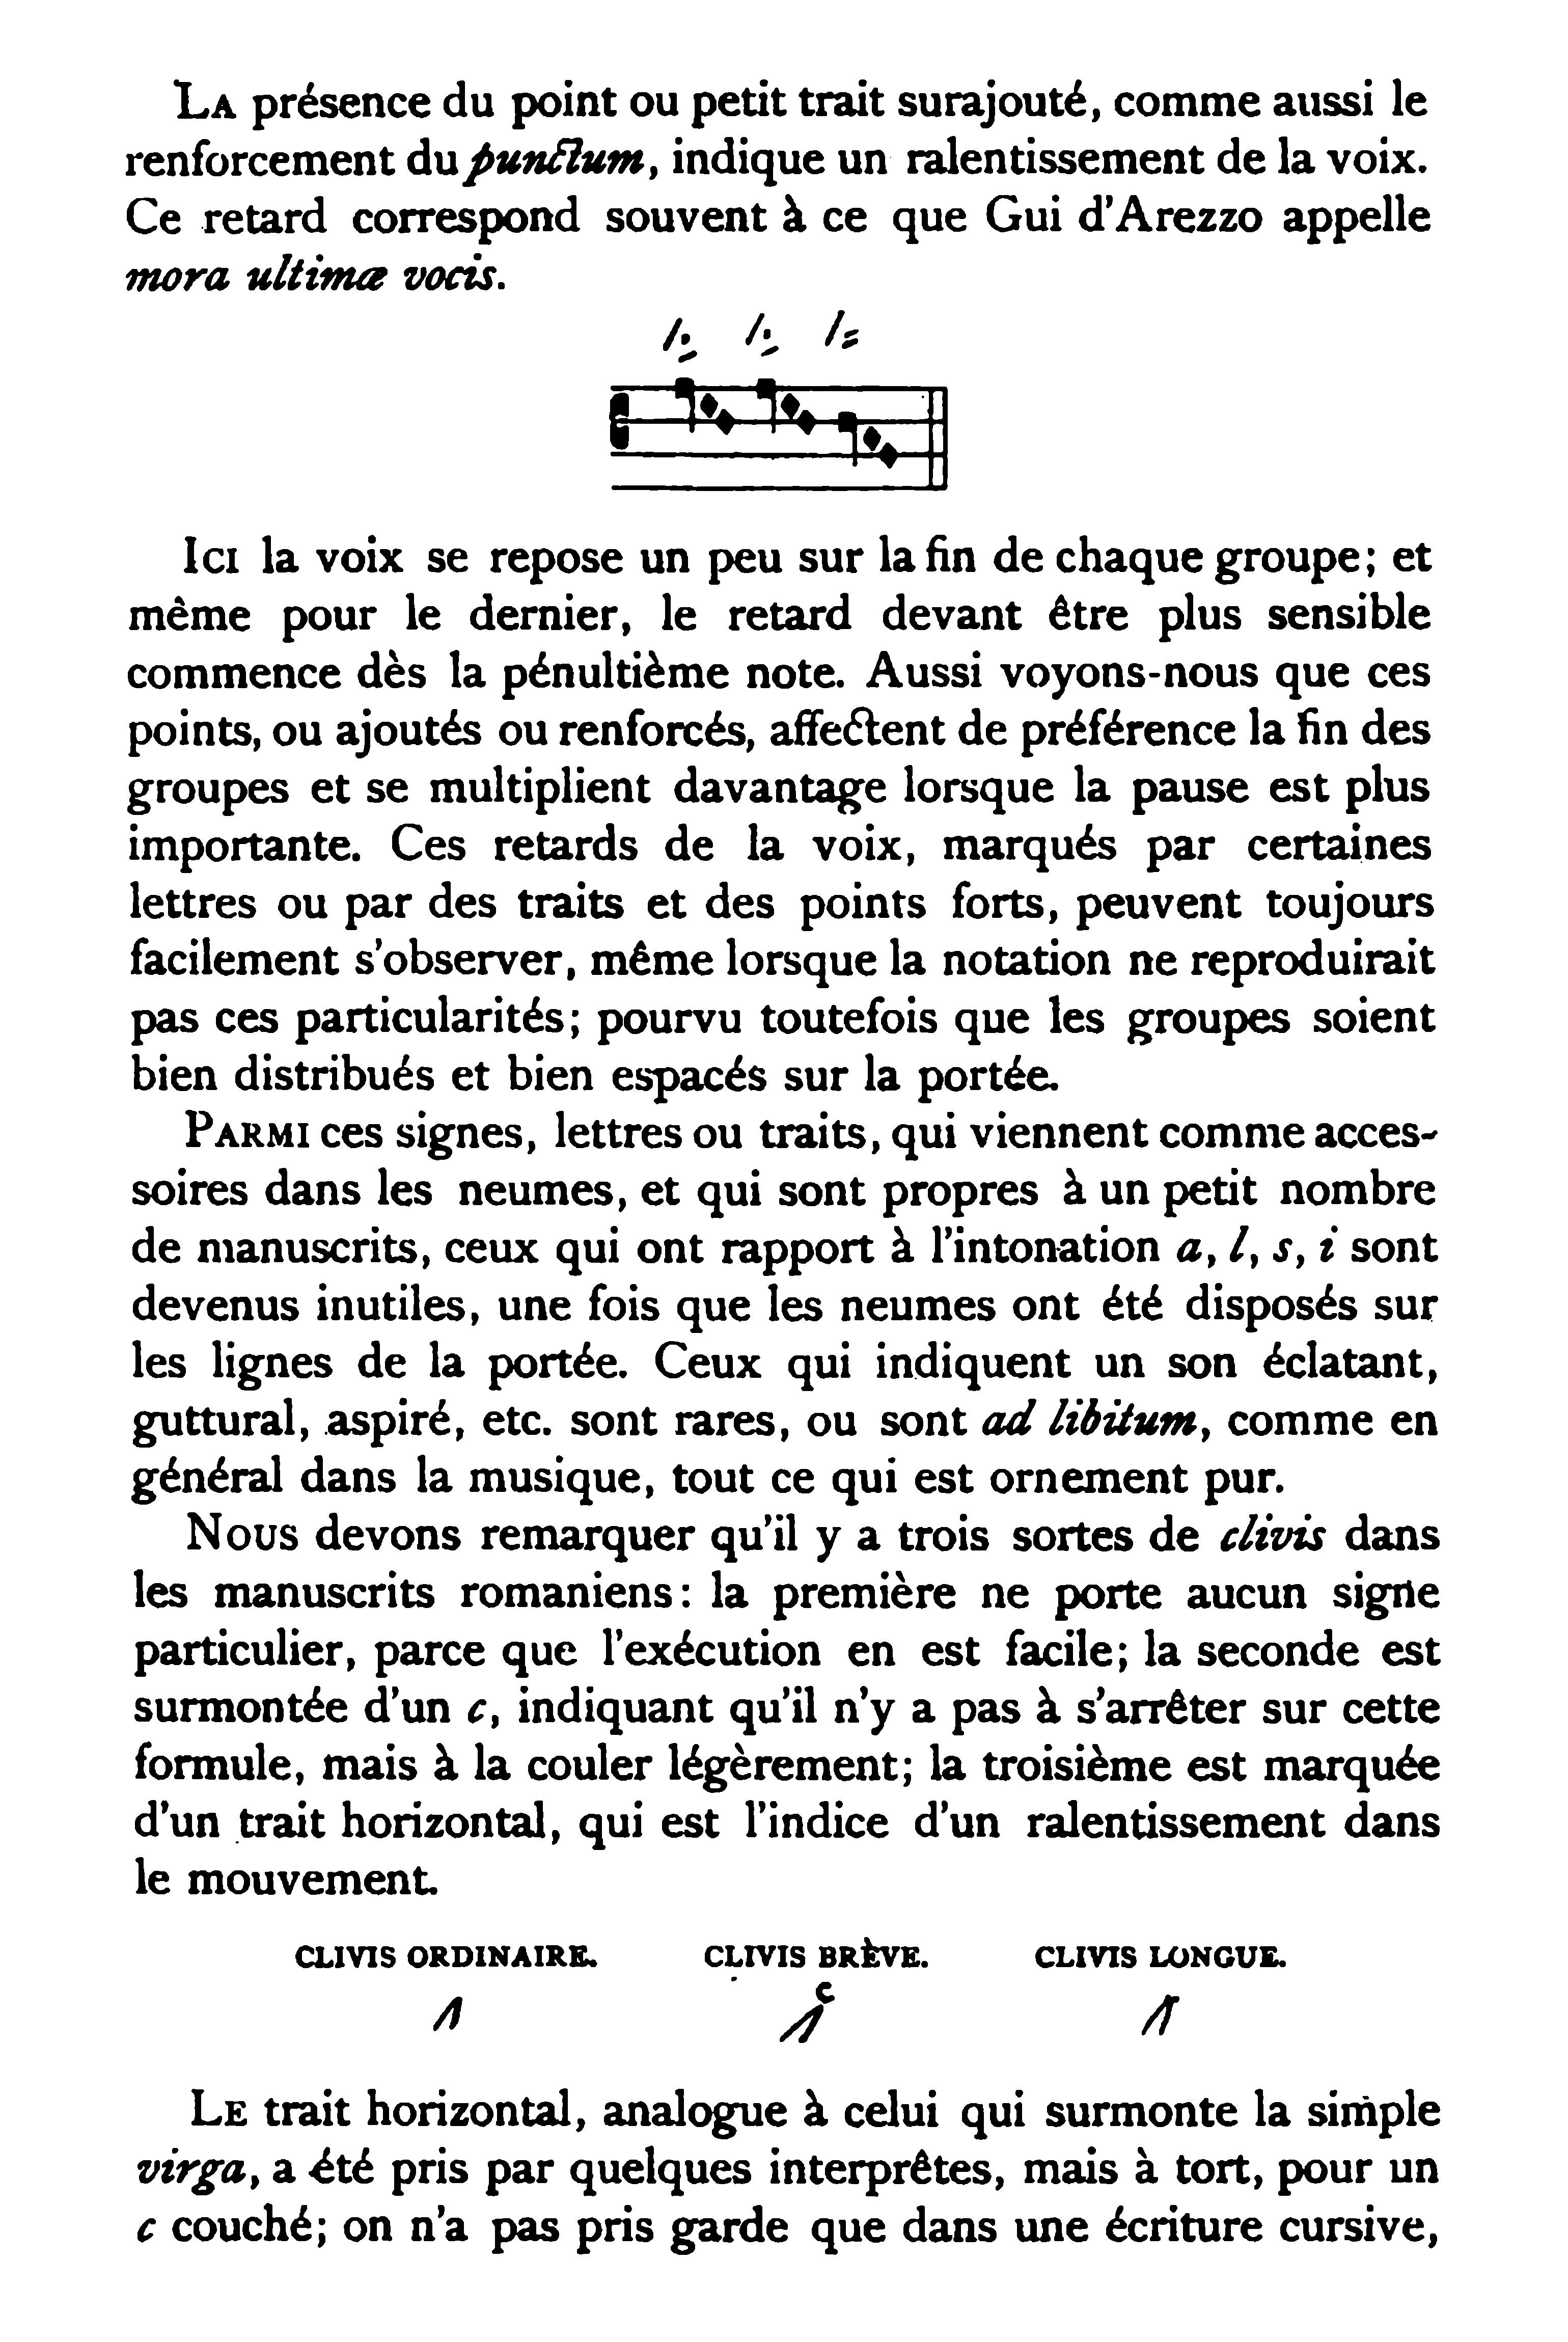 LA présence du point ou petit trait surajouté, comme aussi le
renforcement du punctum, indique un ralentissement de la voix.
Ce retard correspond souvent à ce que Gui d'Arezzo appelle
mora ultimæ vocis.
ICI la voix se repose un peu sur la fin de chaque groupe; et
même pour le dernier, le retard devant être plus sensible
commence dès la pénultième note. Aussi voyons-nous que ces
points, ou ajoutés ou renforcés, affectent de préférence la fin des
groupes et se multiplient davantage lorsque la pause est plus
importante. Ces retards de la voix, marqués par certaines
lettres ou par des traits et des points forts, peuvent toujours
facilement s'observer, même lorsque la notation ne reproduirait
pas ces particularités; pourvu toutefois que les groupes soient
bien distribués et bien espacés sur la portée.
PARMI ces signes, lettres ou traits, qui viennent comme acces-
soires dans les neumes, et qui sont propres à un petit nombre
de manuscrits, ceux qui ont rapport à l'intonation a, l, s, i sont
devenus inutiles, une fois que les neumes ont été disposés sur
les lignes de la portée. Ceux qui indiquent un son éclatant,
guttural, aspiré, etc. sont rares, ou sont ad libitum, comme en
général dans la musique, tout ce qui est ornement pur.
NOUS devons remarquer qu'il y a trois sortes de clivis dans
les manuscrits romaniens: la première ne porte aucun signe
particulier, parce que l'exécution en est facile; la seconde est
surmontée d'un c, indiquant qu'il n'y a pas à s'arrêter sur cette
formule, mais à la couler légèrement; la troisième est marquée
d'un trait horizontal, qui est l'indice d'un ralentissement dans
le mouvement.
CLIVIS ORDINAIRE. CLIVIS BRÈVE. CLIVIS LONGUE.
c
LE trait horizontal, analogue à celui qui surmonte la simple
virga, a été pris par quelques interprêtes, mais à tort, pour un
c couché; on n'a pas pris garde que dans une écriture cursive,